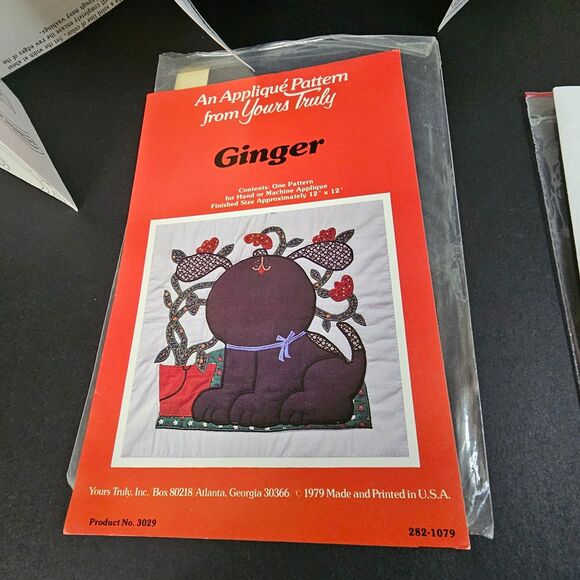 An Appliqué Pattern
from Yours Truly
Ginger
Contents: One Pattern
for Hand or Machine Applique
Finished Size Approximately 12" x 12"
Yours Truly, Inc. Box 80218 Atlanta, Georgia 30366 / © 1979 Made and Printed in U.S.A.
Product No. 3029
282-1079